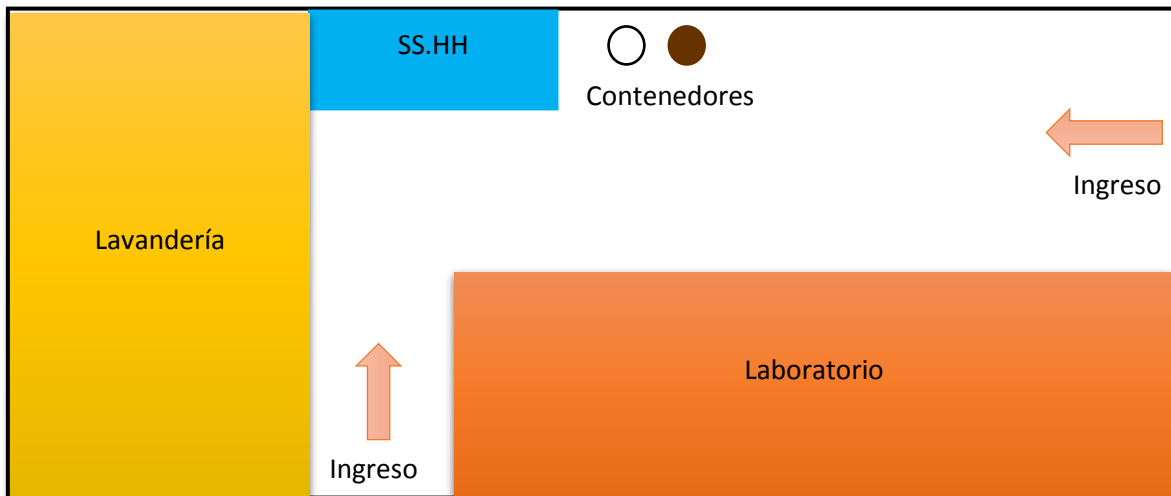 SS.HH
Contenedores
Ingreso
Lavandería
Laboratorio
Ingreso